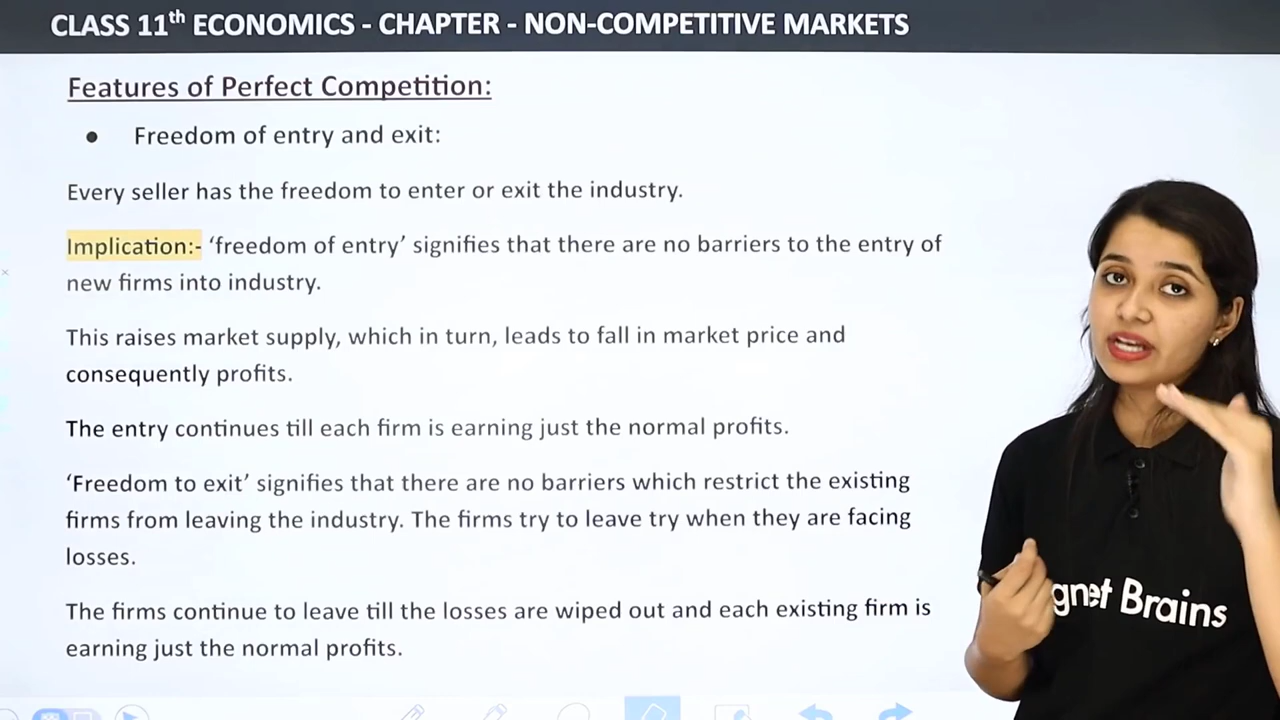 CLASS 11th ECONOMICS - CHAPTER - NON-COMPETITIVE MARKETS
Features of Perfect Competition:
● Freedom of entry and exit:
Every seller has the freedom to enter or exit the industry.
Implication:- ‘freedom of entry’ signifies that there are no barriers to the entry of
new firms into industry.
This raises market supply, which in turn, leads to fall in market price and
consequently profits.
The entry continues till each firm is earning just the normal profits.
‘Freedom to exit’ signifies that there are no barriers which restrict the existing
firms from leaving the industry. The firms try to leave try when they are facing
losses.
The firms continue to leave till the losses are wiped out and each existing firm is
earning just the normal profits.
gnet Brains